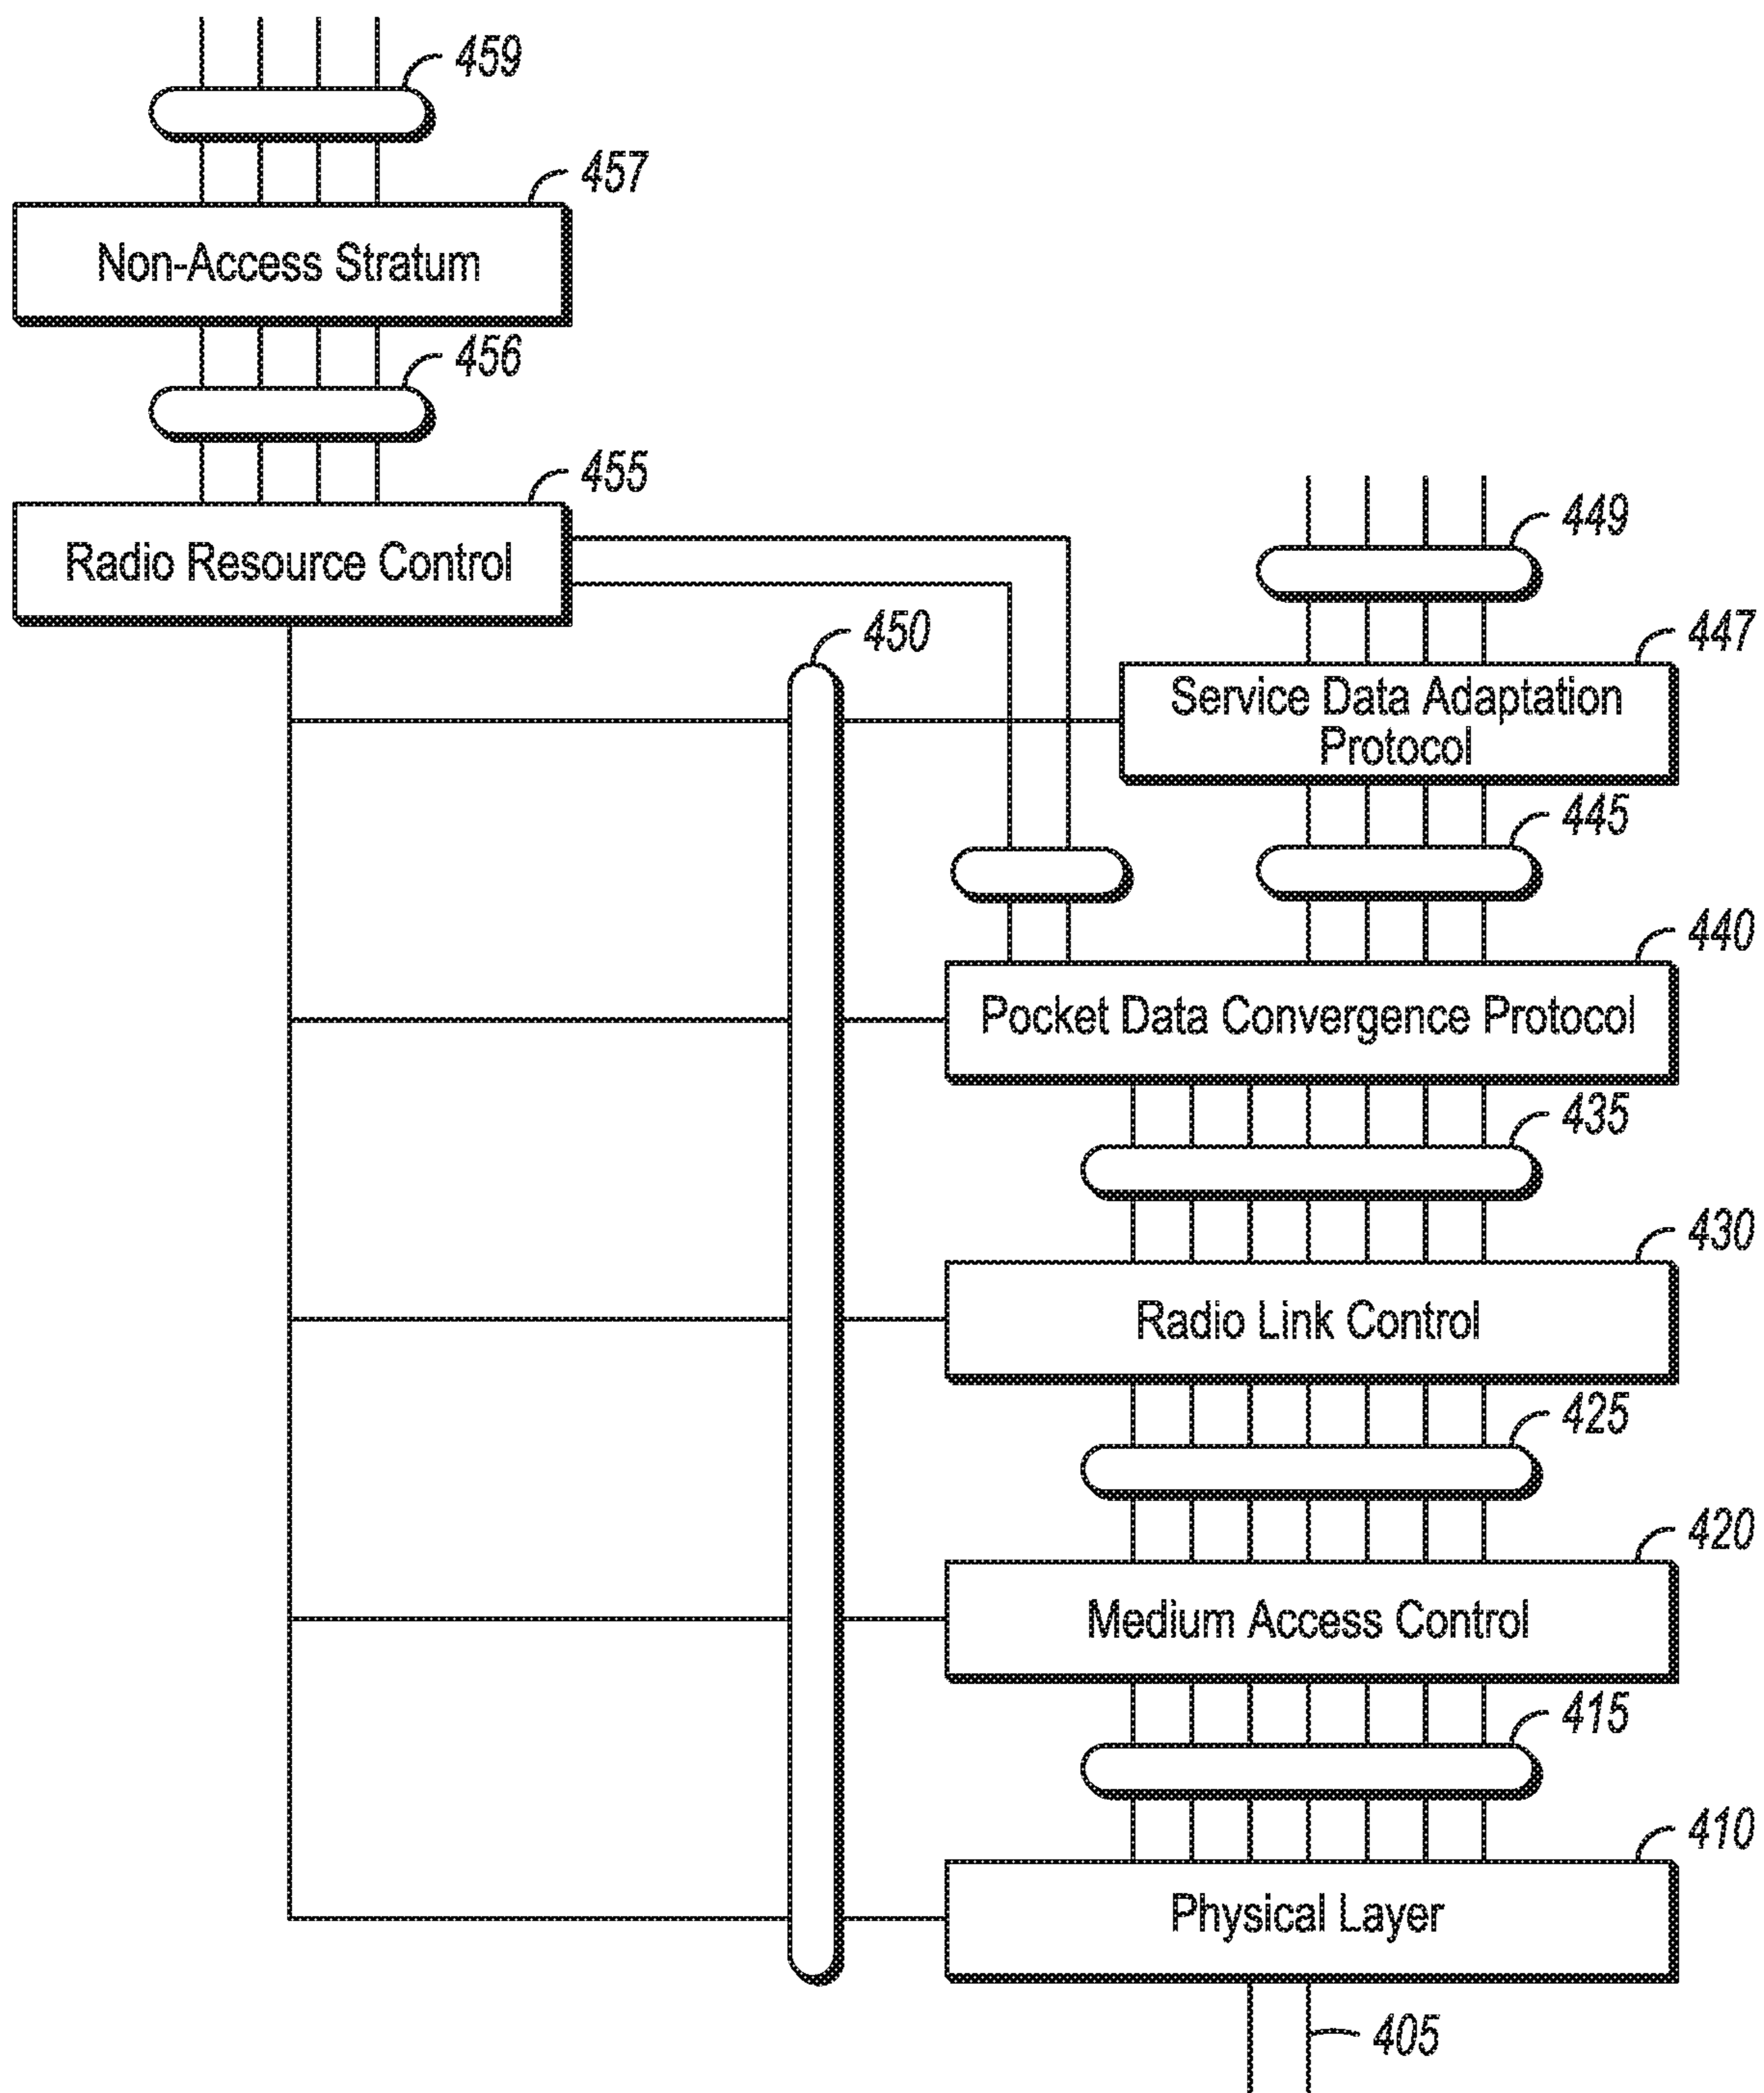 459
457
Non-Access Stratum
456
455
Radio Resource Control
449
450
447
Service Data Adaptation
Protocol
445
440
Pocket Data Convergence Protocol
435
430
Radio Link Control
425
420
Medium Access Control
415
410
Physical Layer
405